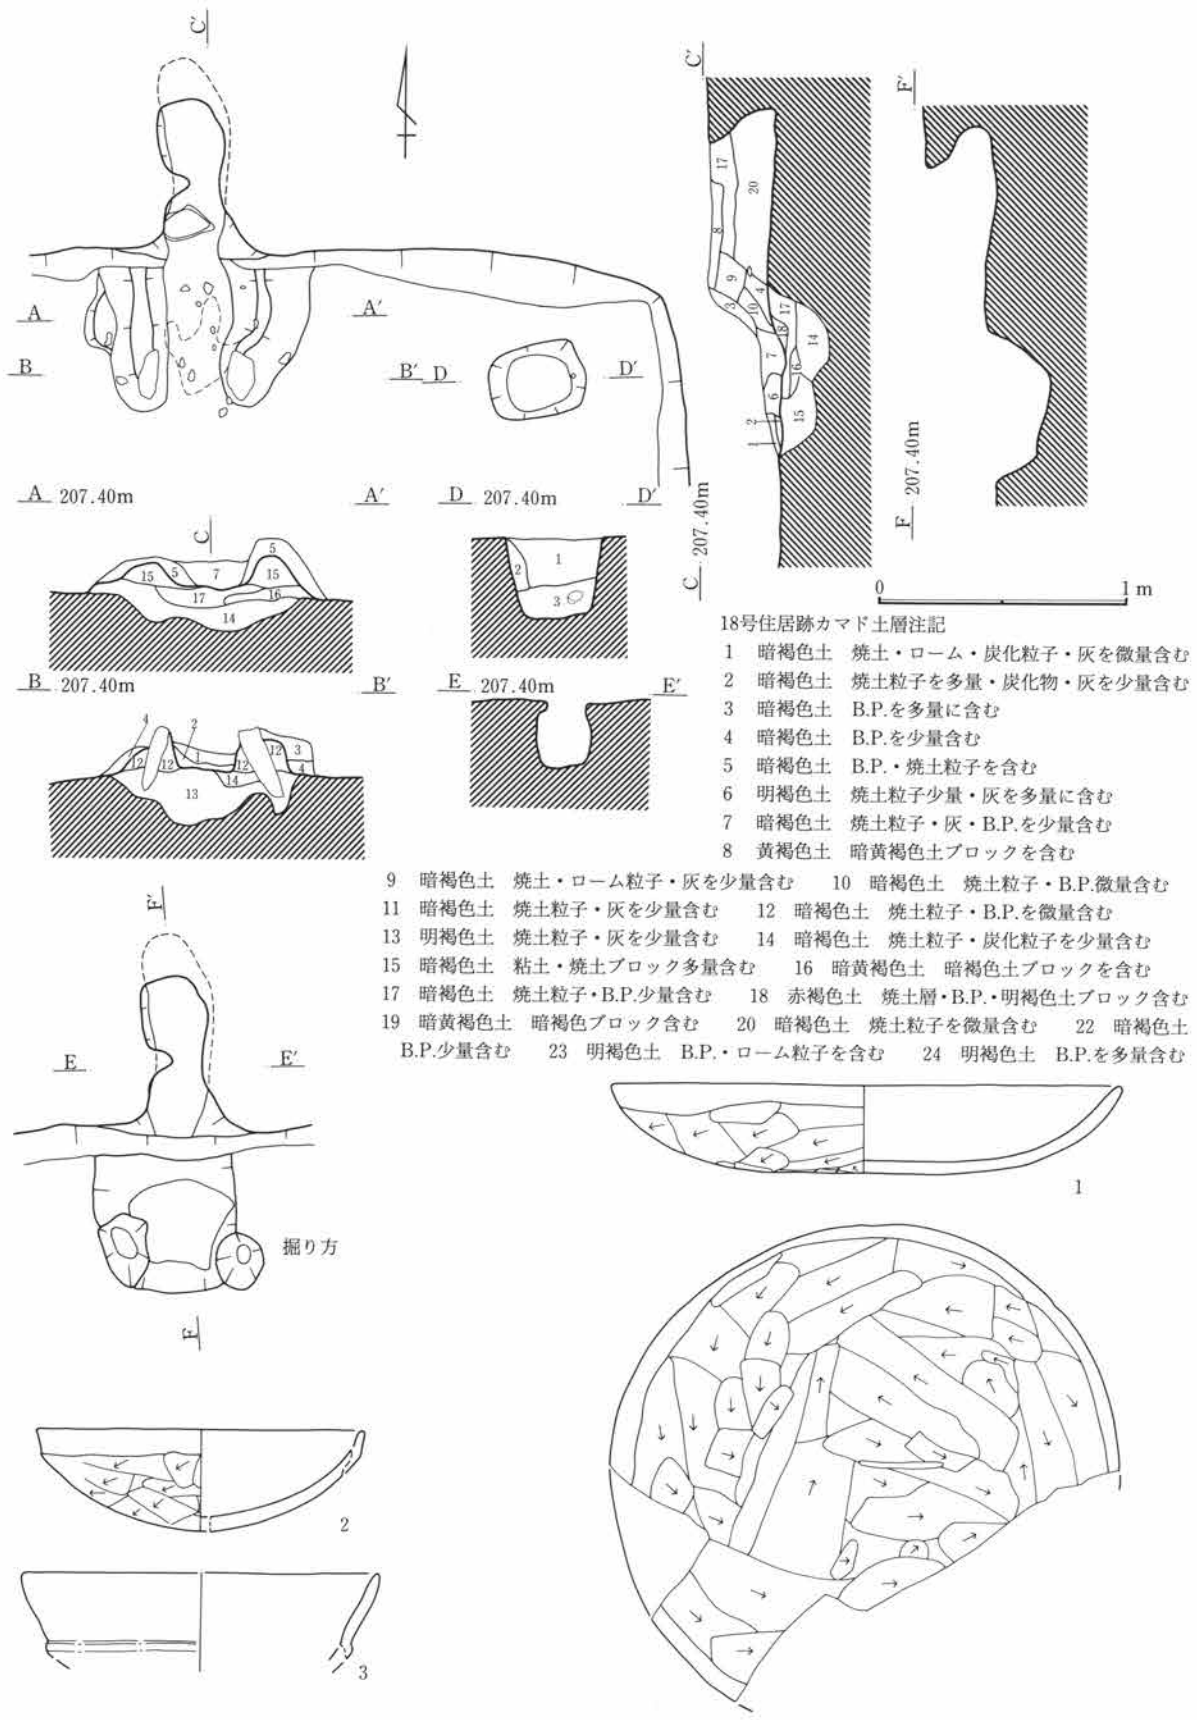 C′
C′
F′
A
A′
B
B′ D
D′
A 207.40m
A′
D 207.40m
D′
C 207.40m
F 207.40m
17
20
8
9
4
3
10
17
18
14
7
16
6
15
2
1
C
5
15
5
7
15
17
16
14
1
2
3
0
1m
B 207.40m
B′
E 207.40m
E′
4
2
1
12
12
12
12
3
4
14
13
18号住居跡カマド土層注記
1 暗褐色土 焼土・ローム・炭化粒子・灰を微量含む
2 暗褐色土 焼土粒子を多量・炭化物・灰を少量含む
3 暗褐色土 B.P.を多量に含む
4 暗褐色土 B.P.を少量含む
5 暗褐色土 B.P.・焼土粒子を含む
6 明褐色土 焼土粒子少量・灰を多量に含む
7 暗褐色土 焼土粒子・灰・B.P.を少量含む
8 黄褐色土 暗黄褐色土ブロックを含む
9 暗褐色土 焼土・ローム粒子・灰を少量含む 10 暗褐色土 焼土粒子・B.P.微量含む
11 暗褐色土 焼土粒子・灰を少量含む 12 暗褐色土 焼土粒子・B.P.を微量含む
13 明褐色土 焼土粒子・灰を少量含む 14 暗褐色土 焼土粒子・炭化粒子を少量含む
15 暗褐色土 粘土・焼土ブロック多量含む 16 暗黄褐色土 暗褐色土ブロックを含む
17 暗褐色土 焼土粒子・B.P.少量含む 18 赤褐色土 焼土層・B.P.・明褐色土ブロック含む
19 暗黄褐色土 暗褐色ブロック含む 20 暗褐色土 焼土粒子を微量含む 22 暗褐色土
B.P.少量含む 23 明褐色土 B.P.・ローム粒子を含む 24 明褐色土 B.P.を多量含む
F′
E
E′
掘り方
F
1
2
3